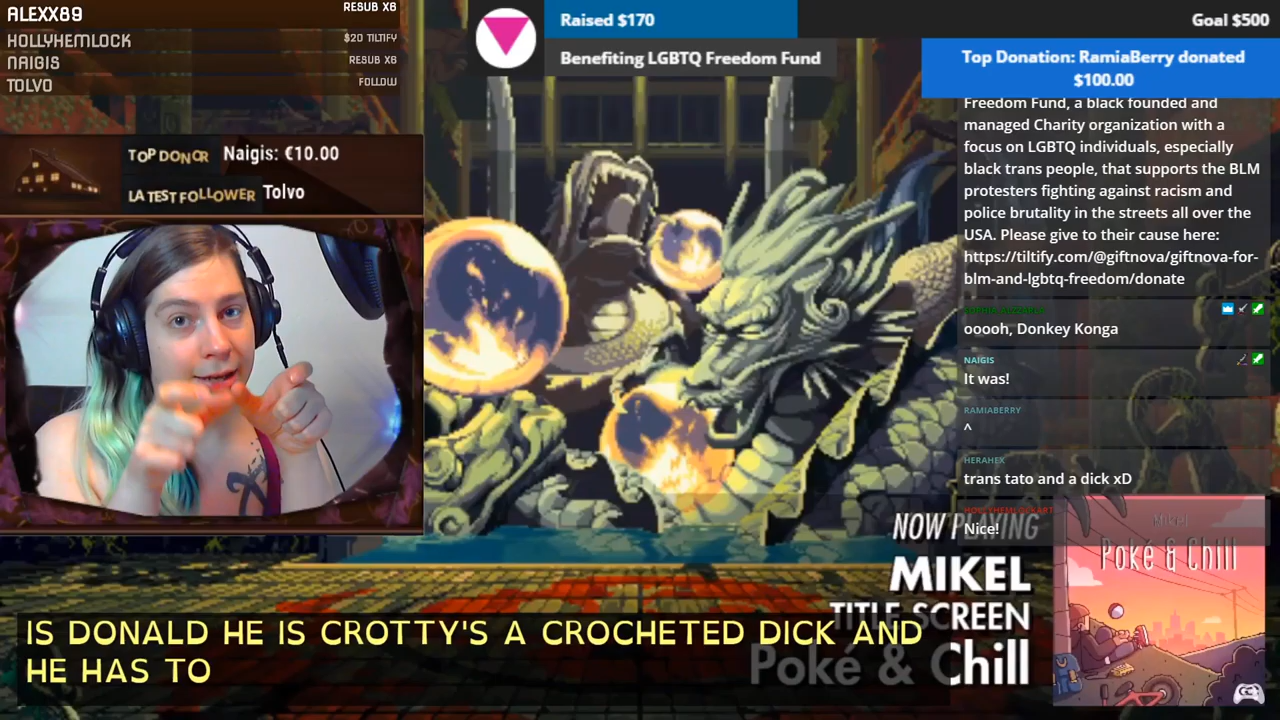 ALEXX89
RESUB X6
HOLLYHEMLOCK
$20 TILTIFY
NAIGIS
RESUB X6
TOLVO
FOLLOW
TOP DONOR Naigis: €10.00
LATEST FOLLOWER Tolvo
Raised $170
Goal $500
Benefiting LGBTQ Freedom Fund
Top Donation: RamiaBerry donated
$100.00
Freedom Fund, a black founded and
managed Charity organization with a
focus on LGBTQ individuals, especially
black trans people, that supports the BLM
protesters fighting against racism and
police brutality in the streets all over the
USA. Please give to their cause here:
https://tiltify.com/@giftnova/giftnova-for-
blm-and-lgbtq-freedom/donate
ooooh, Donkey Konga
NAIGIS
It was!
RAMIABERRY
^
HERAHEX
trans tato and a dick xD
Nice!
NOW PLAYING
MIKEL
TITLE SCREEN
Poké & Chill
Mikel
Poké & Chill
IS DONALD HE IS CROTTY'S A CROCHETED DICK AND
HE HAS TO